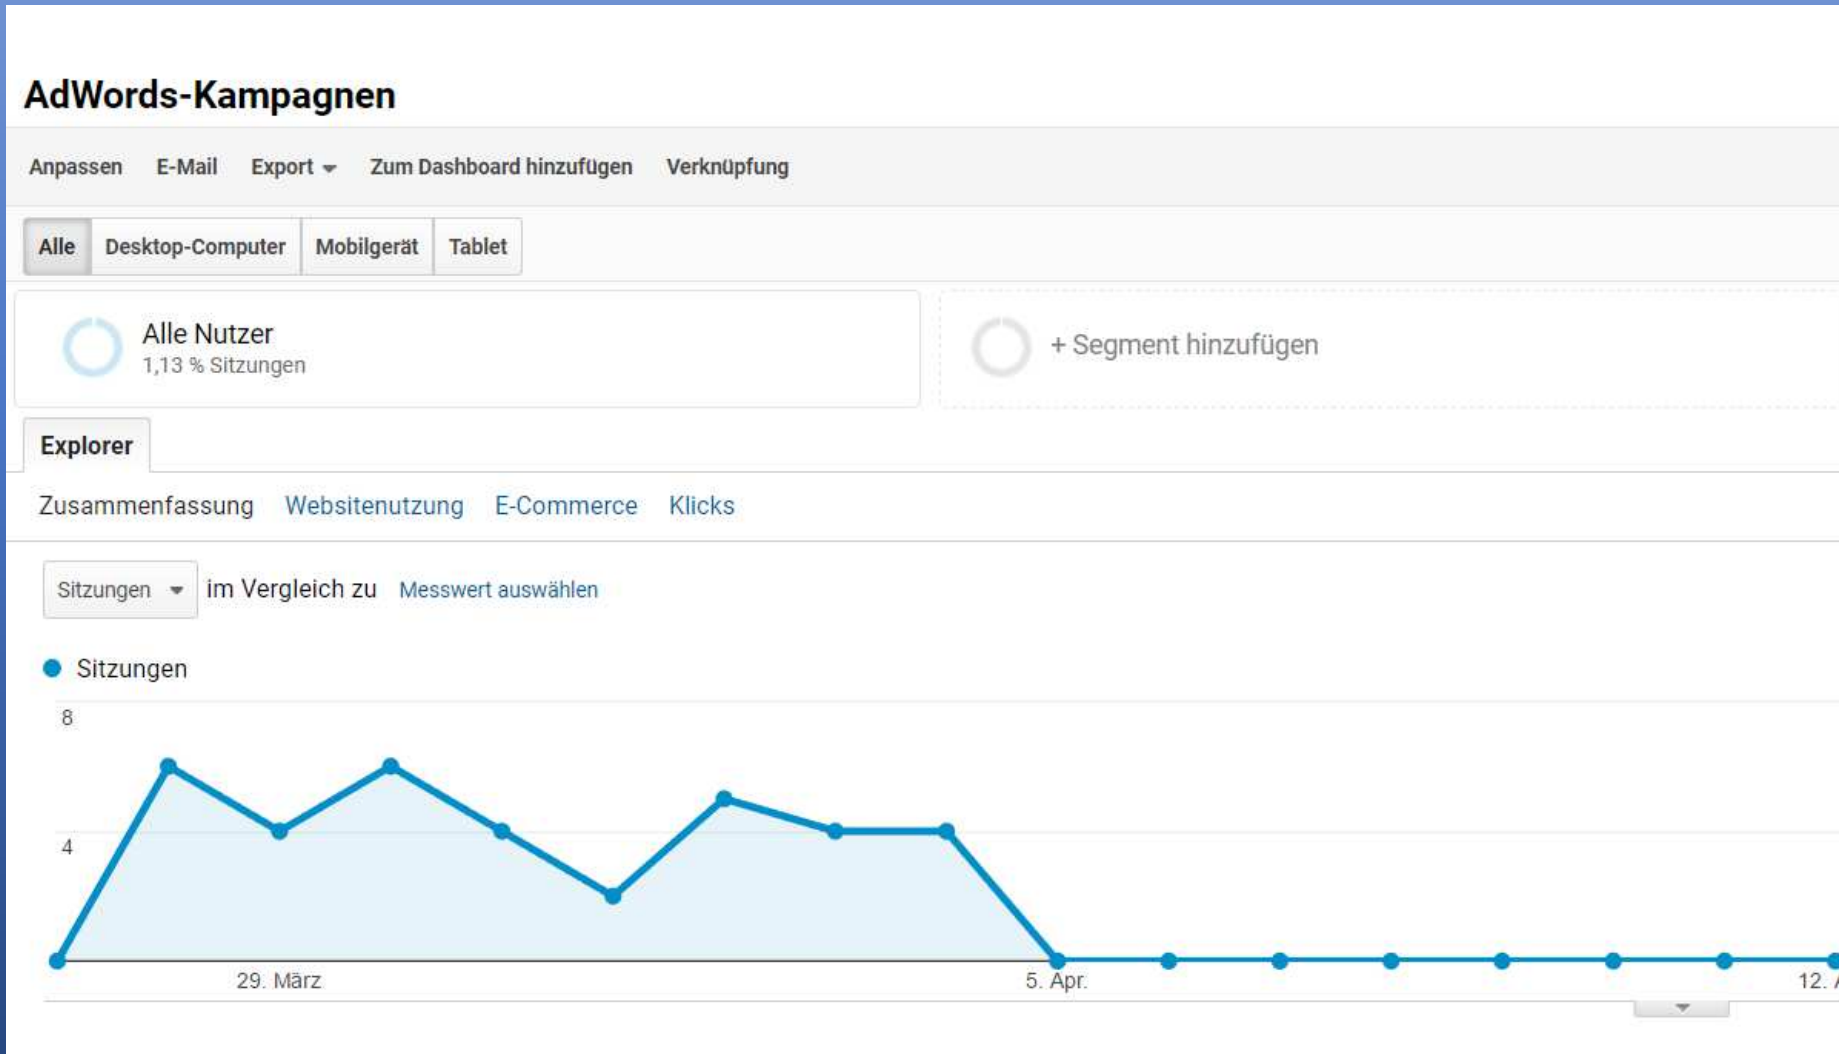 AdWords-Kampagnen
Anpassen E-Mail Export Zum Dashboard hinzufügen Verknüpfung
Alle Desktop-Computer Mobilgerät Tablet
Alle Nutzer
1,13 % Sitzungen
+ Segment hinzufügen
Explorer
Zusammenfassung Websitenutzung E-Commerce Klicks
Sitzungen im Vergleich zu Messwert auswählen
Sitzungen
8
4
29. März 5. Apr. 12.